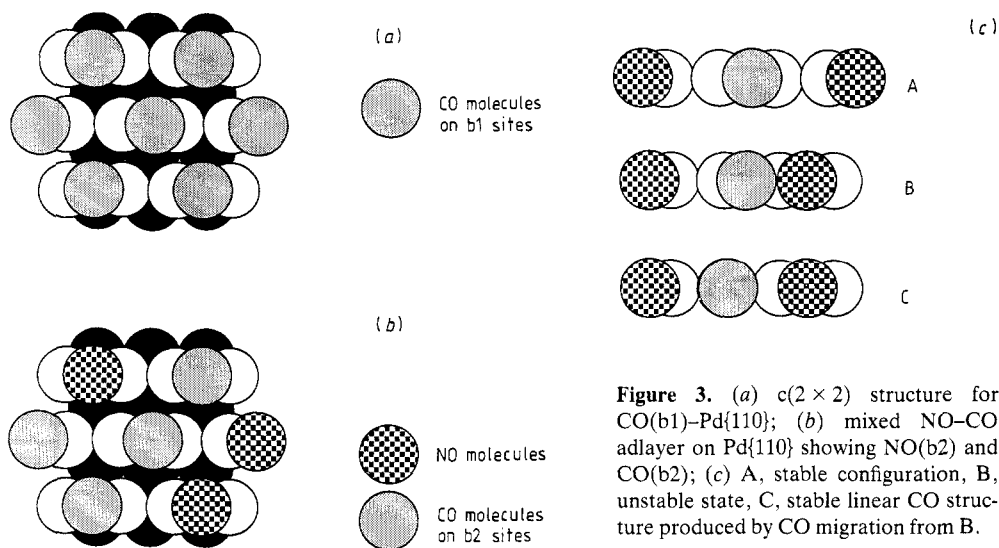 (a)
CO molecules
on b1 sites
(b)
NO molecules
CO molecules
on b2 sites
(c)
A
B
C
Figure 3. (a) c(2 × 2) structure for
CO(b1)–Pd{110}; (b) mixed NO–CO
adlayer on Pd{110} showing NO(b2) and
CO(b2); (c) A, stable configuration, B,
unstable state, C, stable linear CO struc-
ture produced by CO migration from B.